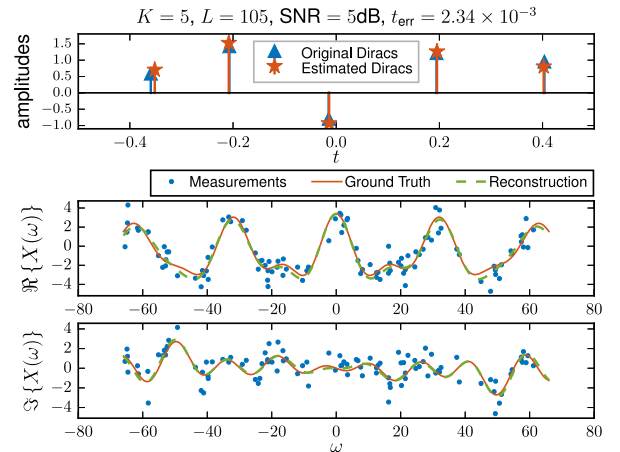 K = 5, L = 105, SNR = 5dB, t_err = 2.34 × 10⁻³
amplitudes
1.5
1.0
0.5
0.0
−0.5
−1.0
Original Diracs
Estimated Diracs
−0.4 −0.2 0.0 0.2 0.4
t
Measurements Ground Truth Reconstruction
ℜ{X(ω)}
4
2
0
−2
−4
−80 −60 −40 −20 0 20 40 60 80
ℑ{X(ω)}
4
2
0
−2
−4
−80 −60 −40 −20 0 20 40 60 80
ω